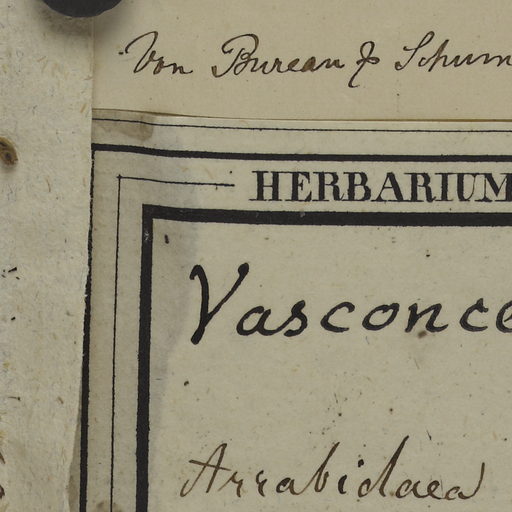 Von Bureau & Schum
HERBARIUM
Vasconce
Arrabidaea